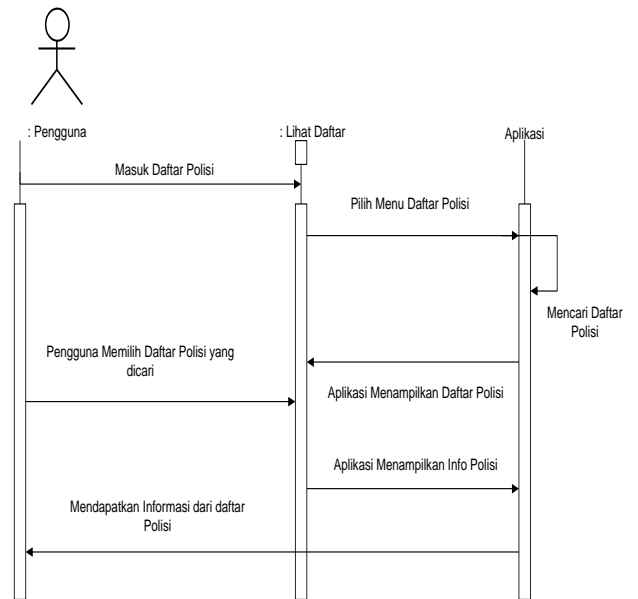 : Pengguna
: Lihat Daftar
Aplikasi
Masuk Daftar Polisi
Pilih Menu Daftar Polisi
Mencari Daftar
Polisi
Pengguna Memilih Daftar Polisi yang
dicari
Aplikasi Menampilkan Daftar Polisi
Aplikasi Menampilkan Info Polisi
Mendapatkan Informasi dari daftar
Polisi